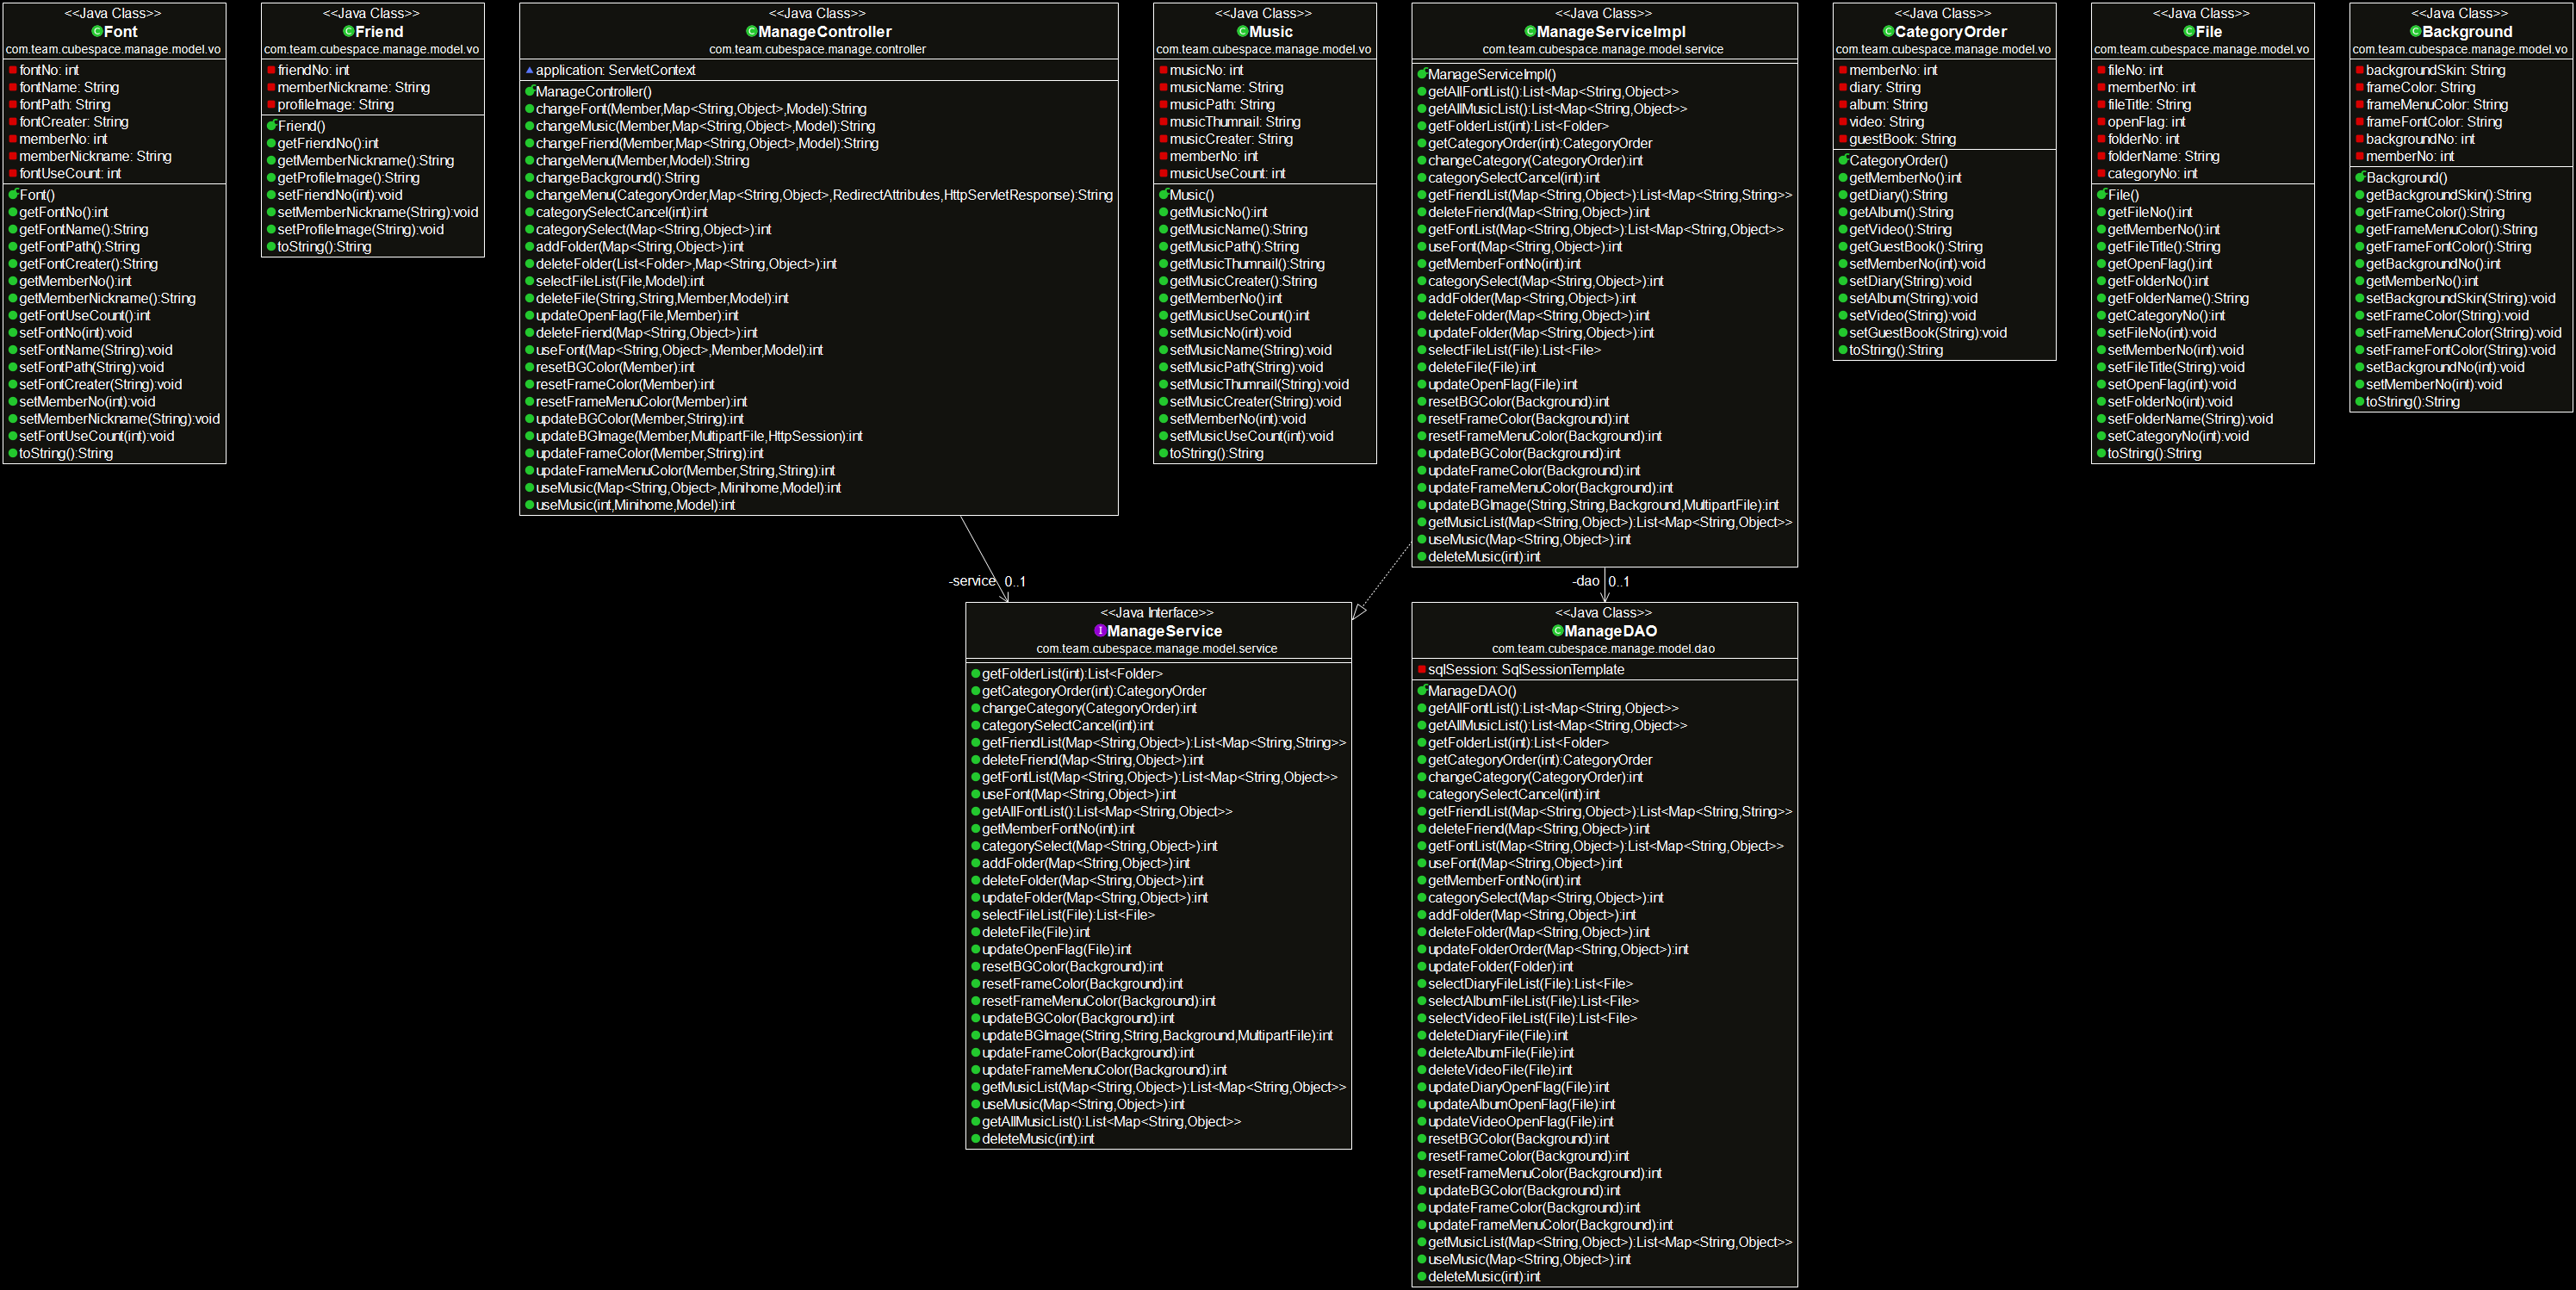 <<Java Class>>
Font
com.team.cubespace.manage.model.vo
fontNo: int
fontName: String
fontPath: String
fontCreater: String
memberNo: int
memberNickname: String
fontUseCount: int
Font()
getFontNo():int
getFontName():String
getFontPath():String
getFontCreater():String
getMemberNo():int
getMemberNickname():String
getFontUseCount():int
setFontNo(int):void
setFontName(String):void
setFontPath(String):void
setFontCreater(String):void
setMemberNo(int):void
setMemberNickname(String):void
setFontUseCount(int):void
toString():String
<<Java Class>>
Friend
com.team.cubespace.manage.model.vo
friendNo: int
memberNickname: String
profileImage: String
Friend()
getFriendNo():int
getMemberNickname():String
getProfileImage():String
setFriendNo(int):void
setMemberNickname(String):void
setProfileImage(String):void
toString():String
<<Java Class>>
ManageController
com.team.cubespace.manage.controller
application: ServletContext
ManageController()
changeFont(Member,Map<String,Object>,Model):String
changeMusic(Member,Map<String,Object>,Model):String
changeFriend(Member,Map<String,Object>,Model):String
changeMenu(Member,Model):String
changeBackground():String
changeMenu(CategoryOrder,Map<String,Object>,RedirectAttributes,HttpServletResponse):String
categorySelectCancel(int):int
categorySelect(Map<String,Object>):int
addFolder(Map<String,Object>):int
deleteFolder(List<Folder>,Map<String,Object>):int
selectFileList(File,Model):int
deleteFile(String,String,Member,Model):int
updateOpenFlag(File,Member):int
deleteFriend(Map<String,Object>):int
useFont(Map<String,Object>,Member,Model):int
resetBGColor(Member):int
resetFrameColor(Member):int
resetFrameMenuColor(Member):int
updateBGColor(Member,String):int
updateBGImage(Member,MultipartFile,HttpSession):int
updateFrameColor(Member,String):int
updateFrameMenuColor(Member,String,String):int
useMusic(Map<String,Object>,Minihome,Model):int
useMusic(int,Minihome,Model):int
<<Java Class>>
Music
com.team.cubespace.manage.model.vo
musicNo: int
musicName: String
musicPath: String
musicThumnail: String
musicCreater: String
memberNo: int
musicUseCount: int
Music()
getMusicNo():int
getMusicName():String
getMusicPath():String
getMusicThumnail():String
getMusicCreater():String
getMemberNo():int
getMusicUseCount():int
setMusicNo(int):void
setMusicName(String):void
setMusicPath(String):void
setMusicThumnail(String):void
setMusicCreater(String):void
setMemberNo(int):void
setMusicUseCount(int):void
toString():String
<<Java Class>>
ManageServiceImpl
com.team.cubespace.manage.model.service
ManageServiceImpl()
getAllFontList():List<Map<String,Object>>
getAllMusicList():List<Map<String,Object>>
getFolderList(int):List<Folder>
getCategoryOrder(int):CategoryOrder
changeCategory(CategoryOrder):int
categorySelectCancel(int):int
getFriendList(Map<String,Object>):List<Map<String,String>>
deleteFriend(Map<String,Object>):int
getFontList(Map<String,Object>):List<Map<String,Object>>
useFont(Map<String,Object>):int
getMemberFontNo(int):int
categorySelect(Map<String,Object>):int
addFolder(Map<String,Object>):int
deleteFolder(Map<String,Object>):int
updateFolder(Map<String,Object>):int
selectFileList(File):List<File>
deleteFile(File):int
updateOpenFlag(File):int
resetBGColor(Background):int
resetFrameColor(Background):int
resetFrameMenuColor(Background):int
updateBGColor(Background):int
updateFrameColor(Background):int
updateFrameMenuColor(Background):int
updateBGImage(String,String,Background,MultipartFile):int
getMusicList(Map<String,Object>):List<Map<String,Object>>
useMusic(Map<String,Object>):int
deleteMusic(int):int
<<Java Class>>
CategoryOrder
com.team.cubespace.manage.model.vo
memberNo: int
diary: String
album: String
video: String
guestBook: String
CategoryOrder()
getMemberNo():int
getDiary():String
getAlbum():String
getVideo():String
getGuestBook():String
setMemberNo(int):void
setDiary(String):void
setAlbum(String):void
setVideo(String):void
setGuestBook(String):void
toString():String
<<Java Class>>
File
com.team.cubespace.manage.model.vo
fileNo: int
memberNo: int
fileTitle: String
openFlag: int
folderNo: int
folderName: String
categoryNo: int
File()
getFileNo():int
getMemberNo():int
getFileTitle():String
getOpenFlag():int
getFolderNo():int
getFolderName():String
getCategoryNo():int
setFileNo(int):void
setMemberNo(int):void
setFileTitle(String):void
setOpenFlag(int):void
setFolderNo(int):void
setFolderName(String):void
setCategoryNo(int):void
toString():String
<<Java Class>>
Background
com.team.cubespace.manage.model.vo
backgroundSkin: String
frameColor: String
frameMenuColor: String
frameFontColor: String
backgroundNo: int
memberNo: int
Background()
getBackgroundSkin():String
getFrameColor():String
getFrameMenuColor():String
getFrameFontColor():String
getBackgroundNo():int
getMemberNo():int
setBackgroundSkin(String):void
setFrameColor(String):void
setFrameMenuColor(String):void
setFrameFontColor(String):void
setBackgroundNo(int):void
setMemberNo(int):void
toString():String
-service 0..1
-dao 0..1
<<Java Interface>>
ManageService
com.team.cubespace.manage.model.service
getFolderList(int):List<Folder>
getCategoryOrder(int):CategoryOrder
changeCategory(CategoryOrder):int
categorySelectCancel(int):int
getFriendList(Map<String,Object>):List<Map<String,String>>
deleteFriend(Map<String,Object>):int
getFontList(Map<String,Object>):List<Map<String,Object>>
useFont(Map<String,Object>):int
getAllFontList():List<Map<String,Object>>
getMemberFontNo(int):int
categorySelect(Map<String,Object>):int
addFolder(Map<String,Object>):int
deleteFolder(Map<String,Object>):int
updateFolder(Map<String,Object>):int
selectFileList(File):List<File>
deleteFile(File):int
updateOpenFlag(File):int
resetBGColor(Background):int
resetFrameColor(Background):int
resetFrameMenuColor(Background):int
updateBGColor(Background):int
updateBGImage(String,String,Background,MultipartFile):int
updateFrameColor(Background):int
updateFrameMenuColor(Background):int
getMusicList(Map<String,Object>):List<Map<String,Object>>
useMusic(Map<String,Object>):int
getAllMusicList():List<Map<String,Object>>
deleteMusic(int):int
<<Java Class>>
ManageDAO
com.team.cubespace.manage.model.dao
sqlSession: SqlSessionTemplate
ManageDAO()
getAllFontList():List<Map<String,Object>>
getAllMusicList():List<Map<String,Object>>
getFolderList(int):List<Folder>
getCategoryOrder(int):CategoryOrder
changeCategory(CategoryOrder):int
categorySelectCancel(int):int
getFriendList(Map<String,Object>):List<Map<String,String>>
deleteFriend(Map<String,Object>):int
getFontList(Map<String,Object>):List<Map<String,Object>>
useFont(Map<String,Object>):int
getMemberFontNo(int):int
categorySelect(Map<String,Object>):int
addFolder(Map<String,Object>):int
deleteFolder(Map<String,Object>):int
updateFolderOrder(Map<String,Object>):int
updateFolder(Folder):int
selectDiaryFileList(File):List<File>
selectAlbumFileList(File):List<File>
selectVideoFileList(File):List<File>
deleteDiaryFile(File):int
deleteAlbumFile(File):int
deleteVideoFile(File):int
updateDiaryOpenFlag(File):int
updateAlbumOpenFlag(File):int
updateVideoOpenFlag(File):int
resetBGColor(Background):int
resetFrameColor(Background):int
resetFrameMenuColor(Background):int
updateBGColor(Background):int
updateFrameColor(Background):int
updateFrameMenuColor(Background):int
getMusicList(Map<String,Object>):List<Map<String,Object>>
useMusic(Map<String,Object>):int
deleteMusic(int):int